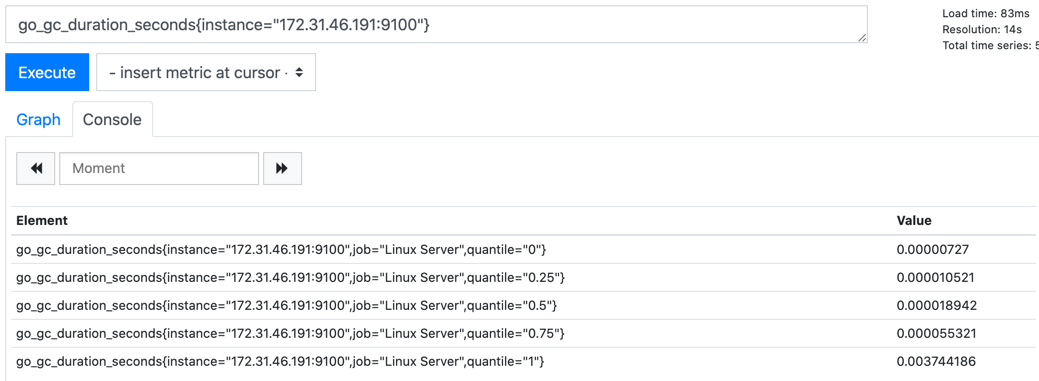 go_gc_duration_seconds{instance="172.31.46.191:9100"}
Load time: 83ms
Resolution: 14s
Total time series: 5
Execute
- insert metric at cursor ·
Graph
Console
Moment
Element Value
go_gc_duration_seconds{instance="172.31.46.191:9100",job="Linux Server",quantile="0"} 0.00000727
go_gc_duration_seconds{instance="172.31.46.191:9100",job="Linux Server",quantile="0.25"} 0.000010521
go_gc_duration_seconds{instance="172.31.46.191:9100",job="Linux Server",quantile="0.5"} 0.000018942
go_gc_duration_seconds{instance="172.31.46.191:9100",job="Linux Server",quantile="0.75"} 0.000055321
go_gc_duration_seconds{instance="172.31.46.191:9100",job="Linux Server",quantile="1"} 0.003744186